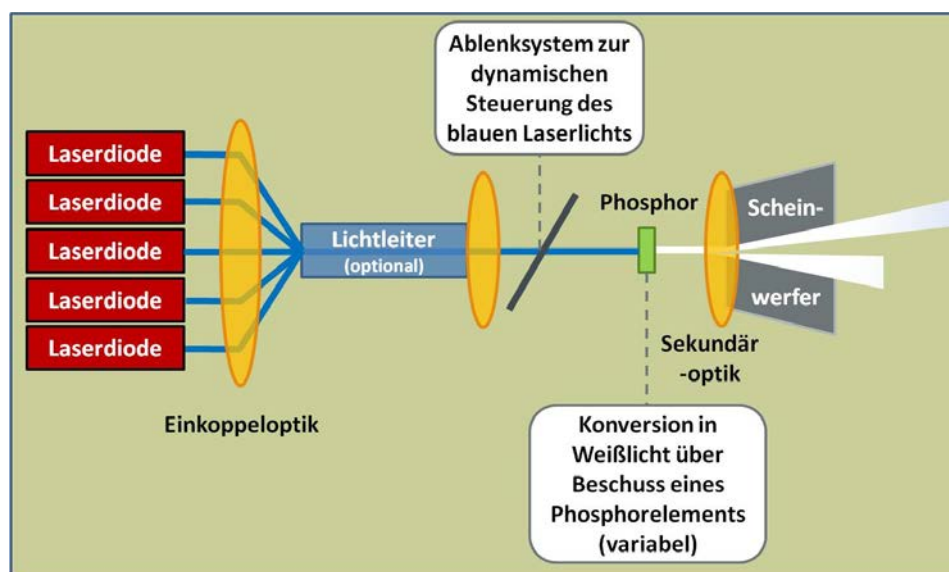 Ablenksystem zur
dynamischen
Steuerung des
blauen Laserlichts
Laserdiode
Laserdiode
Laserdiode
Laserdiode
Laserdiode
Lichtleiter
(optional)
Einkoppeloptik
Phosphor
Schein-
werfer
Sekundär
-optik
Konversion in
Weißlicht über
Beschuss eines
Phosphorelements
(variabel)